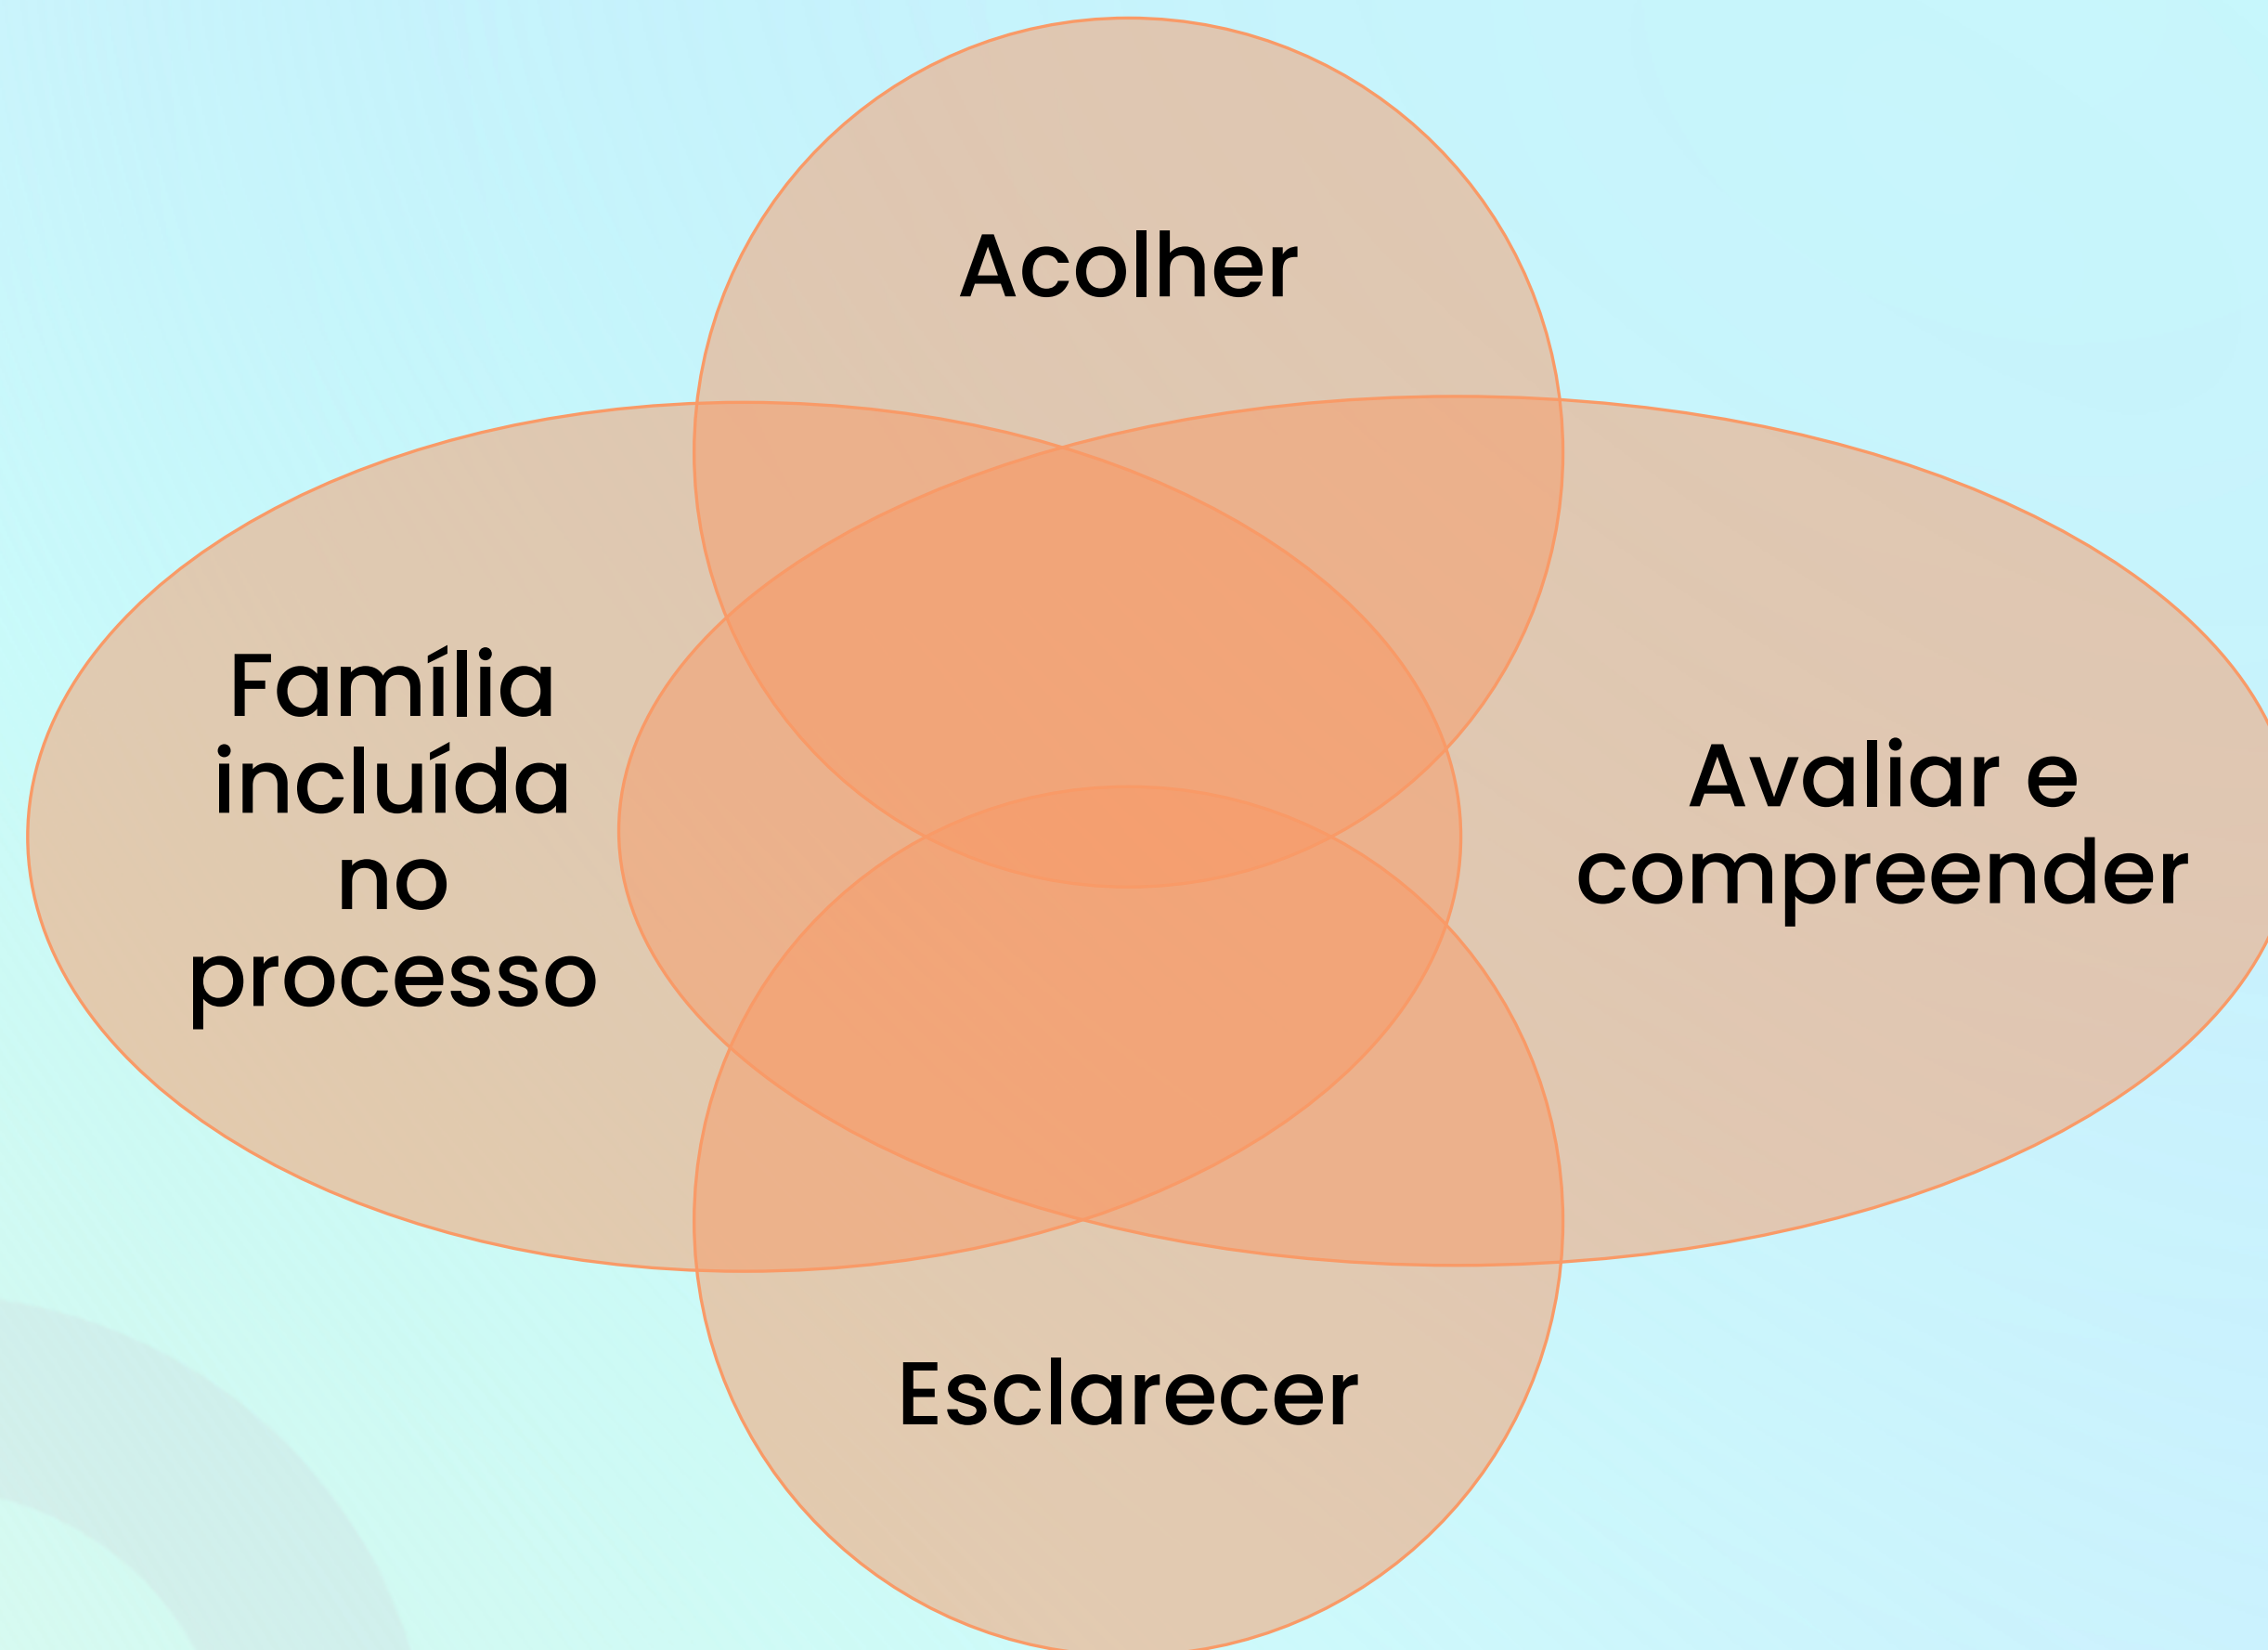 Acolher
Família
incluída
no
processo
Avaliar e
compreender
Esclarecer